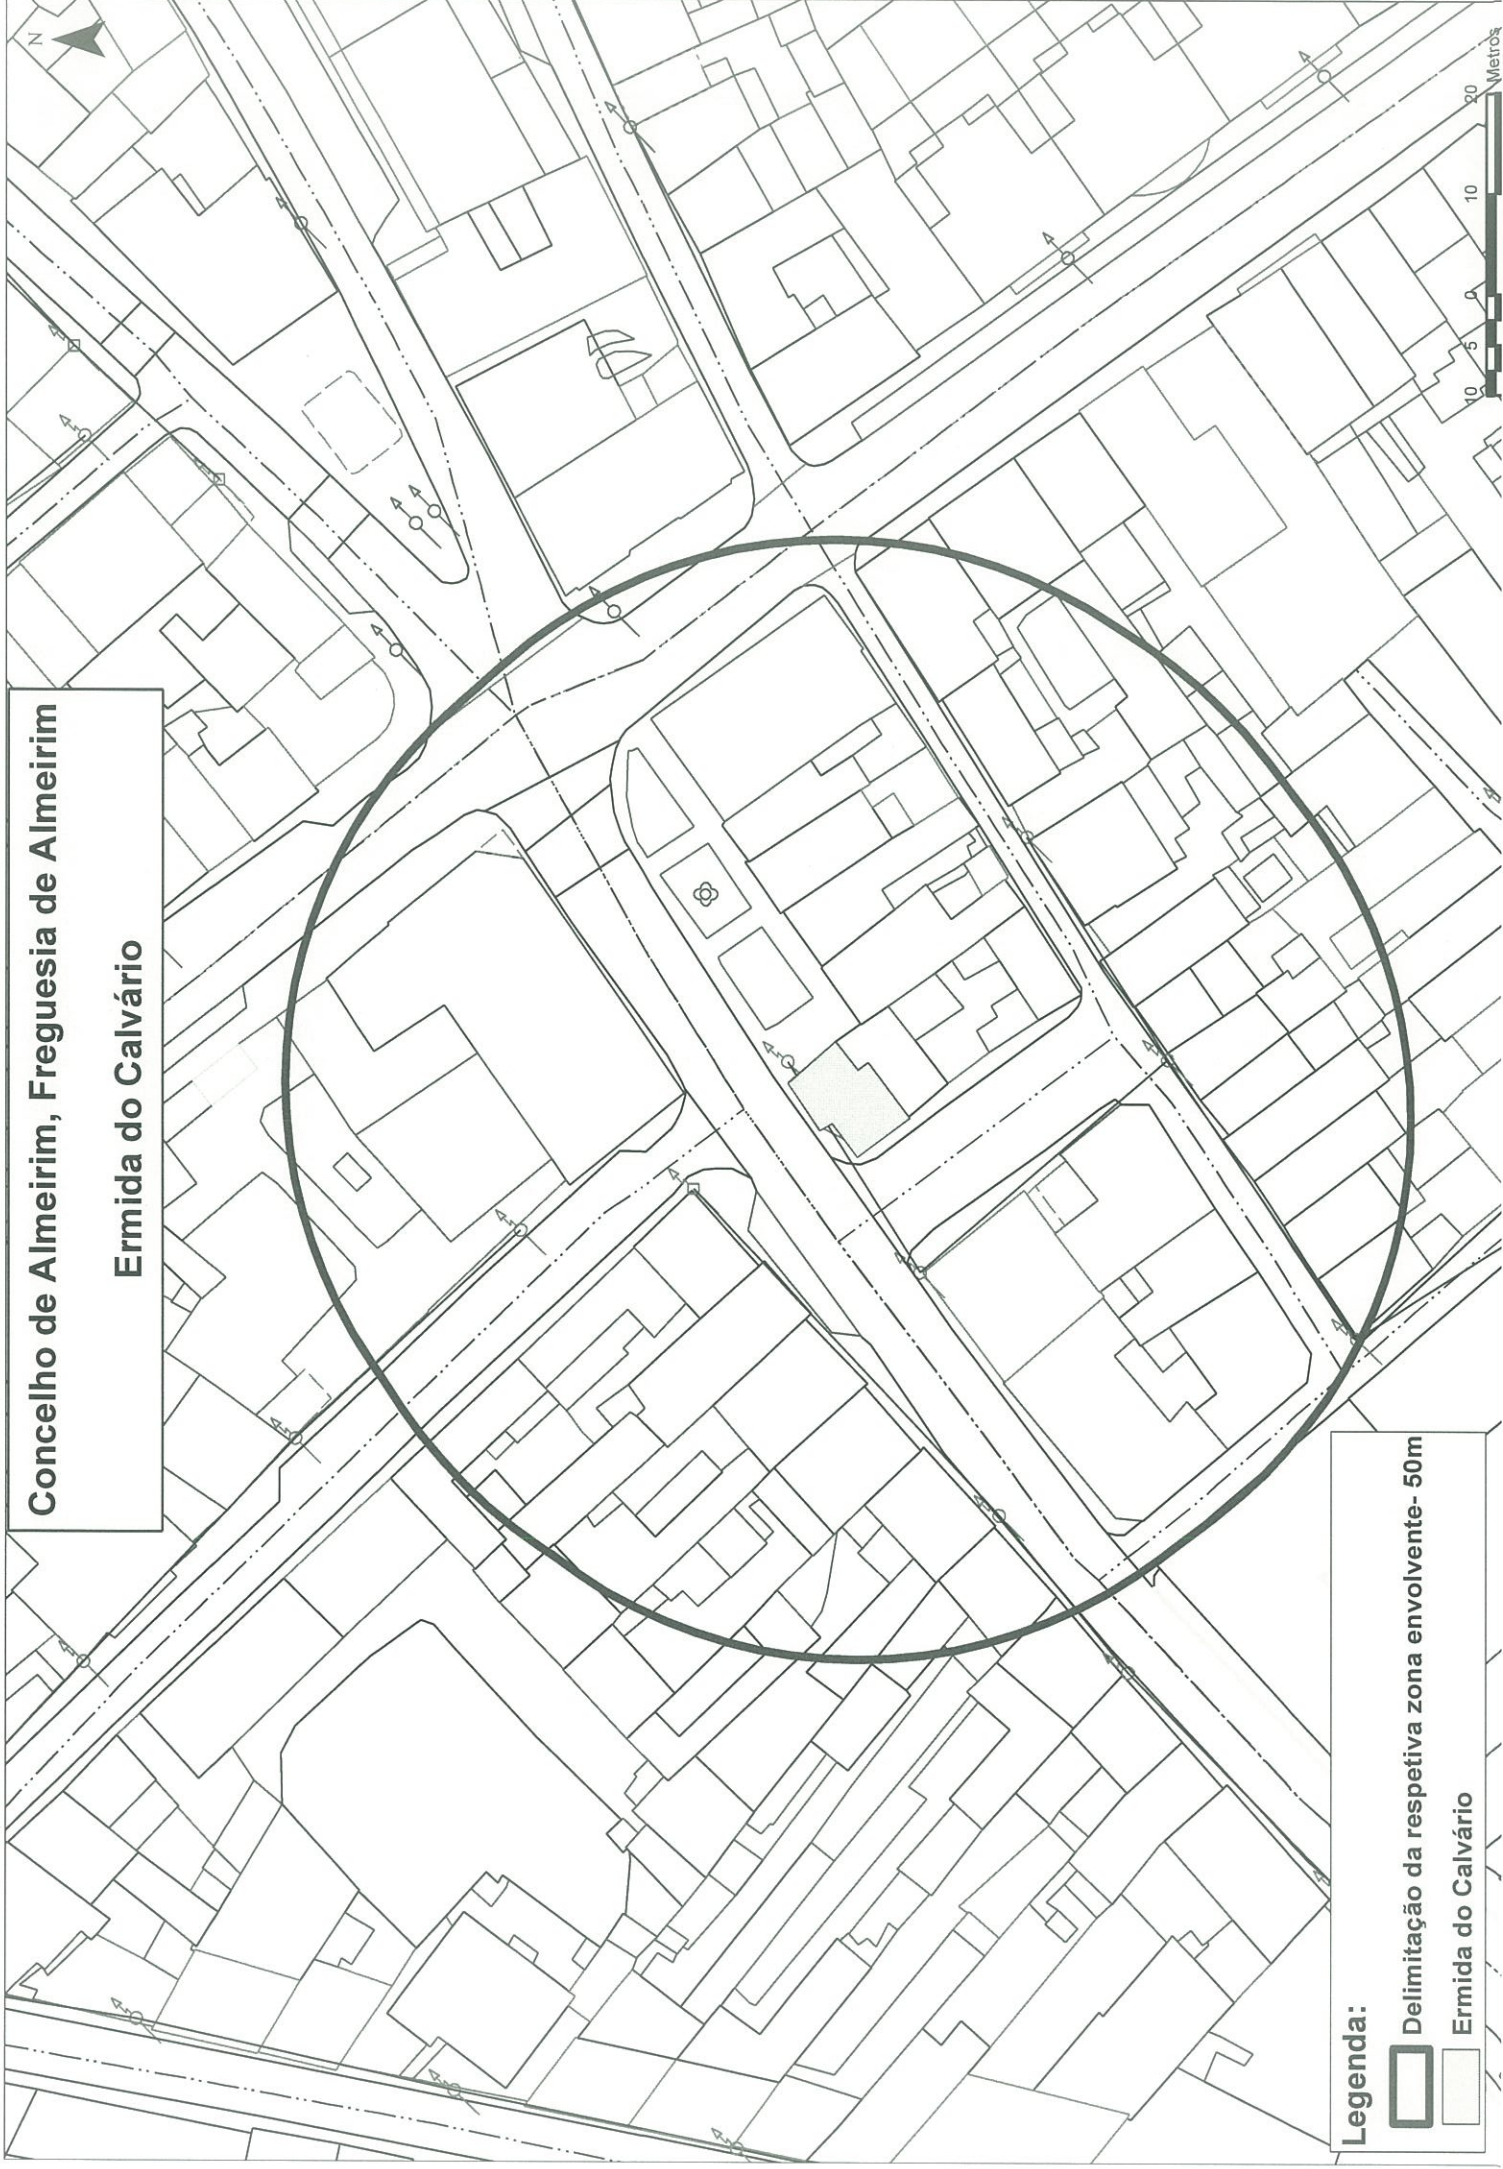 Concelho de Almeirim, Freguesia de Almeirim
Ermida do Calvário
N
Legenda:
Delimitação da respetiva zona envolvente- 50m
Ermida do Calvário
10 5 0 10 20
Metros